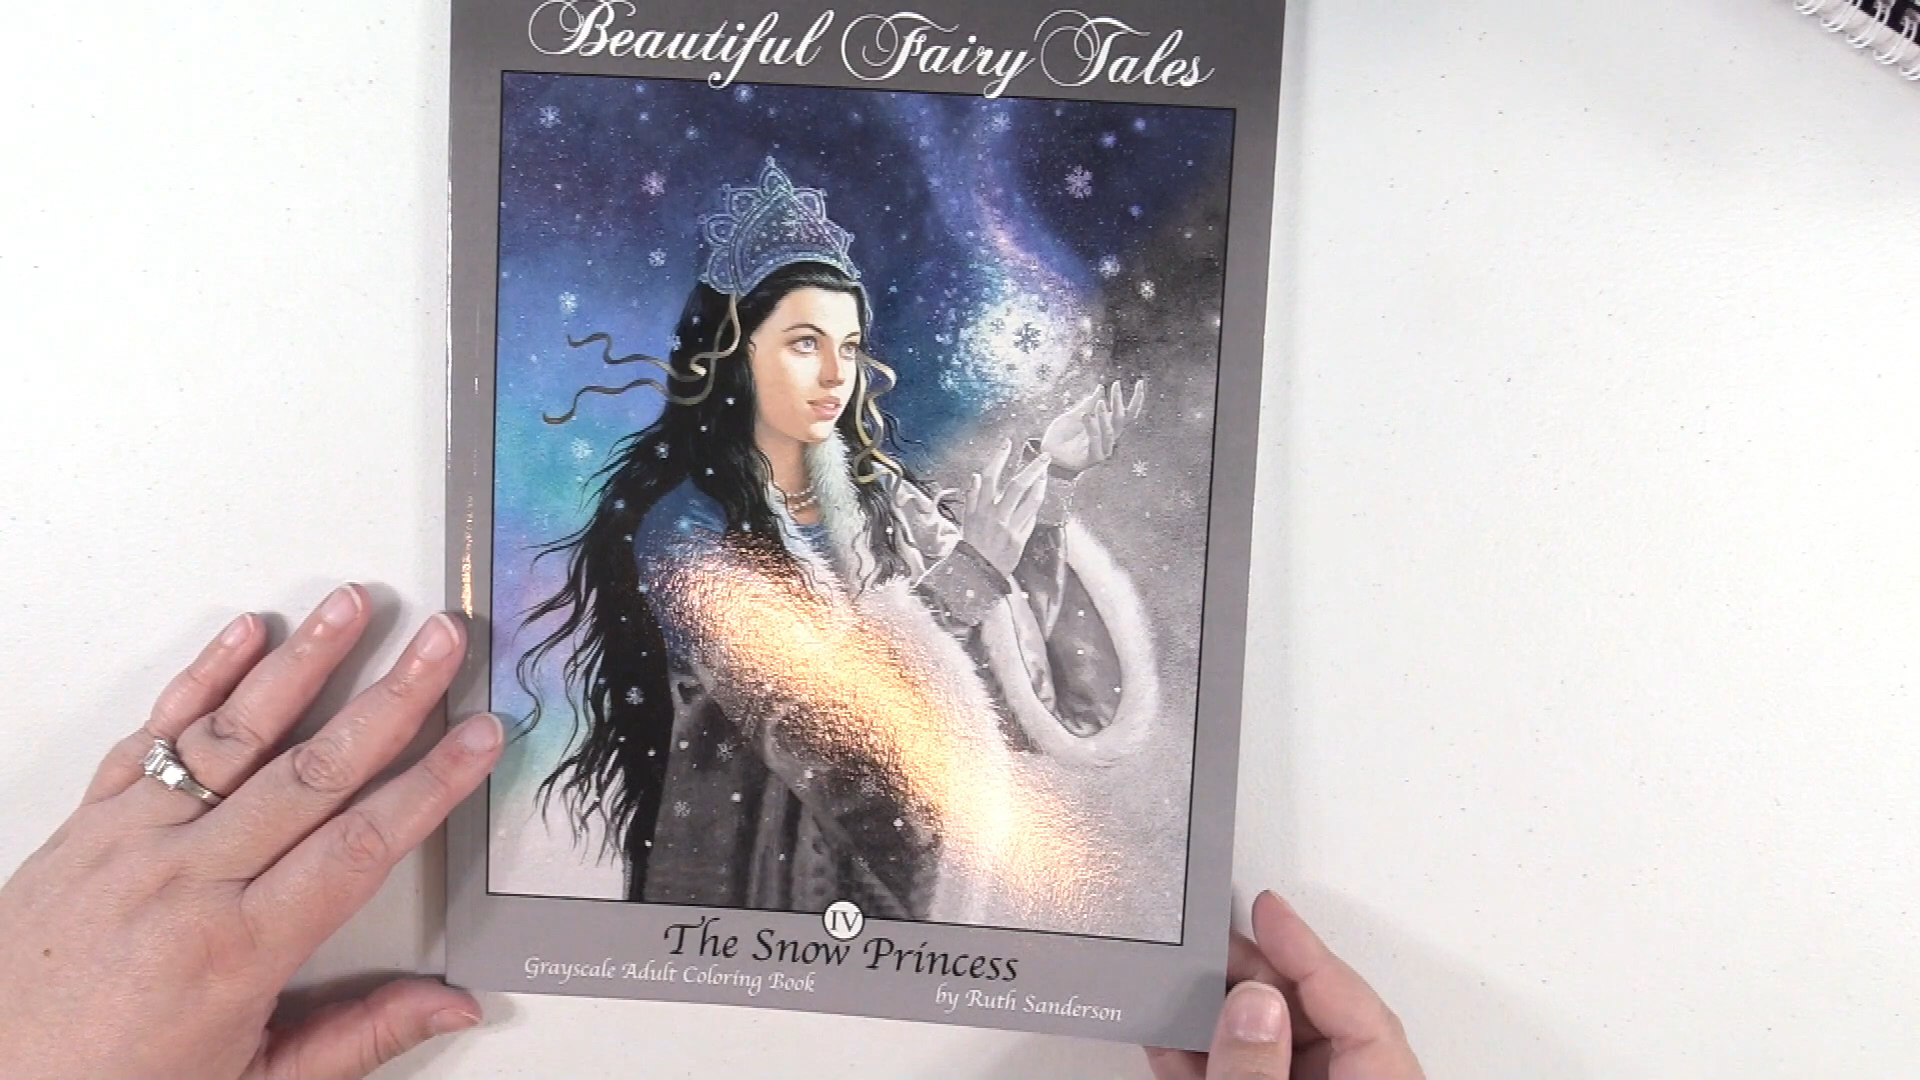 Beautiful Fairy Tales
IV
The Snow Princess
Grayscale Adult Coloring Book
by Ruth Sanderson